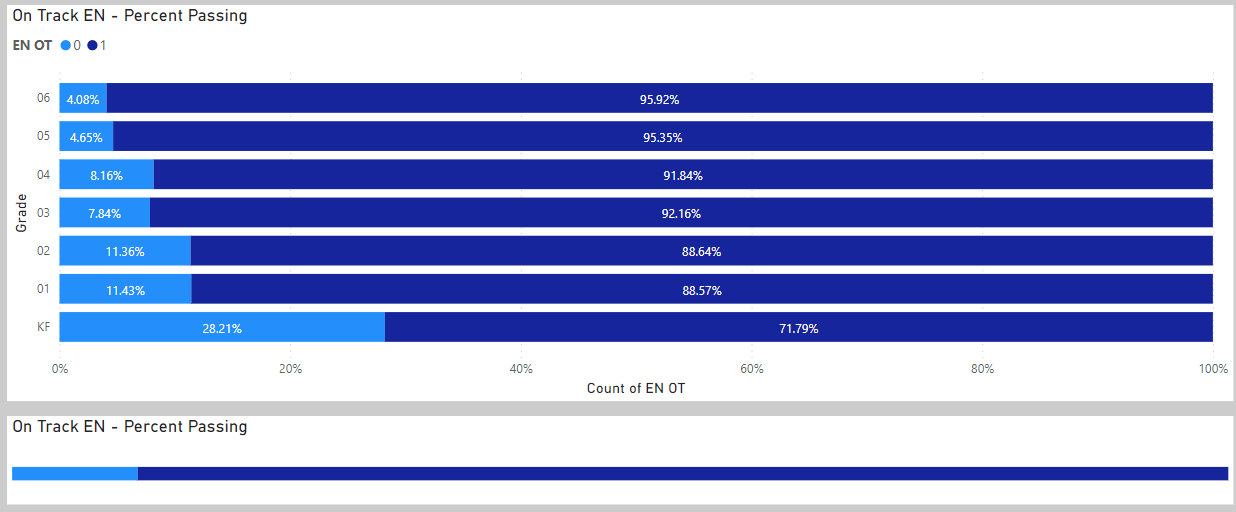 On Track EN - Percent Passing
EN OT 0 1
06 4.08% 95.92%
05 4.65% 95.35%
04 8.16% 91.84%
03 7.84% 92.16%
02 11.36% 88.64%
01 11.43% 88.57%
KF 28.21% 71.79%
Grade
0% 20% 40% 60% 80% 100%
Count of EN OT
On Track EN - Percent Passing